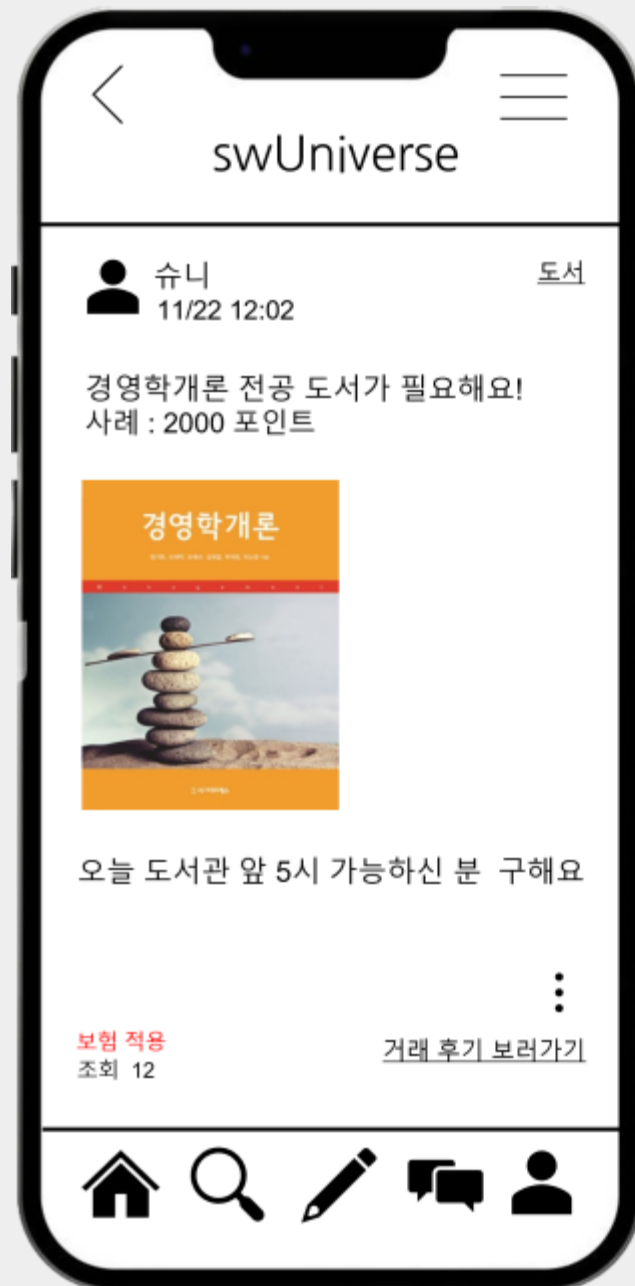 swUniverse
슈니
도서
11/22 12:02
경영학개론 전공 도서가 필요해요!
사례 : 2000 포인트
경영학개론
Management
오늘 도서관 앞 5시 가능하신 분 구해요
보험 적용
거래 후기 보러가기
조회 12